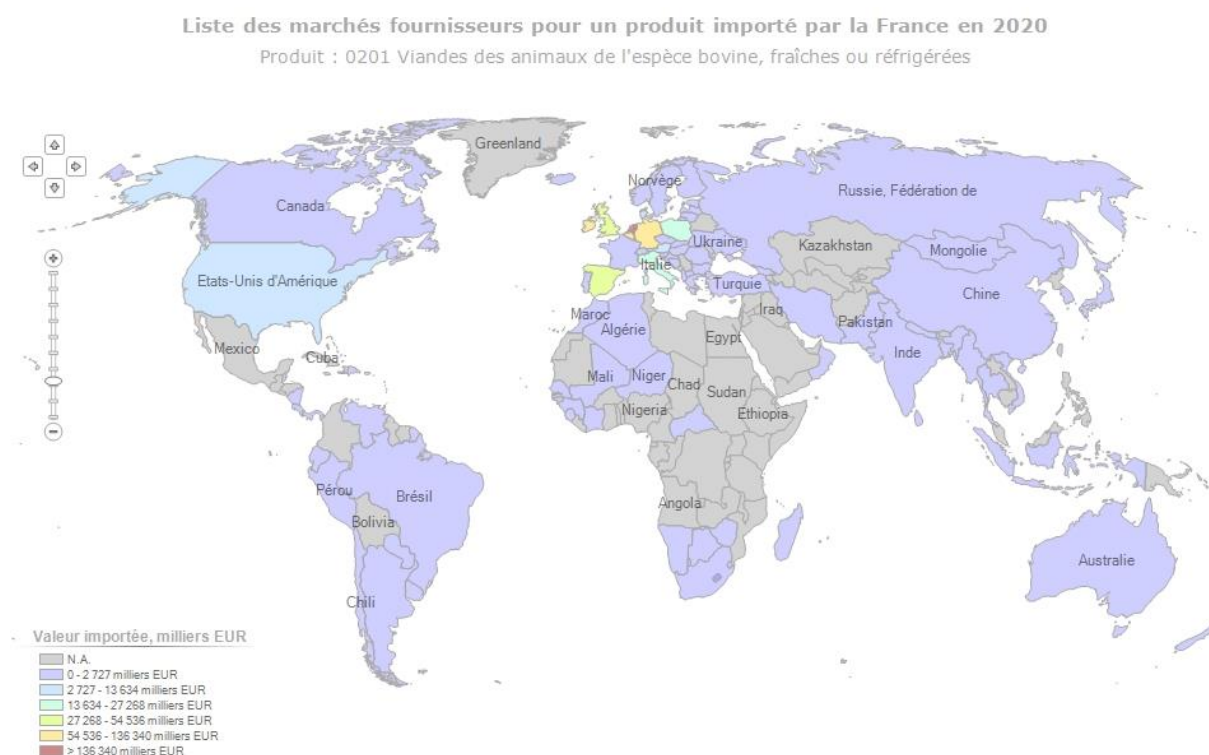 Liste des marchés fournisseurs pour un produit importé par la France en 2020
Produit : 0201 Viandes des animaux de l'espèce bovine, fraîches ou réfrigérées
Greenland
Norvège
Canada
Russie, Fédération de
Kazakhstan
Ukraine
Mongolie
Etats-Unis d'Amérique
Italie
Turquie
Chine
Maroc
Iraq
Algérie
Pakistan
Mexico
Egypt
Cuba
Inde
Mali
Niger
Chad
Sudan
Nigeria
Ethiopia
Pérou
Brésil
Angola
Bolivia
Australie
Chili
Valeur importée, milliers EUR
N.A.
0 - 2 727 milliers EUR
2 727 - 13 634 milliers EUR
13 634 - 27 268 milliers EUR
27 268 - 54 536 milliers EUR
54 536 - 136 340 milliers EUR
> 136 340 milliers EUR